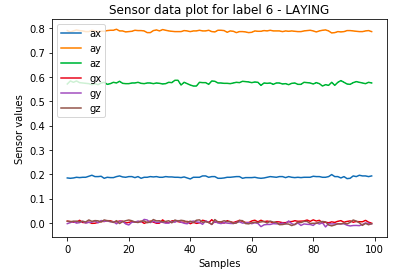 Sensor data plot for label 6 - LAYING
Sensor values
0.8
0.7
0.6
0.5
0.4
0.3
0.2
0.1
0.0
ax
ay
az
gx
gy
gz
0 20 40 60 80 100
Samples